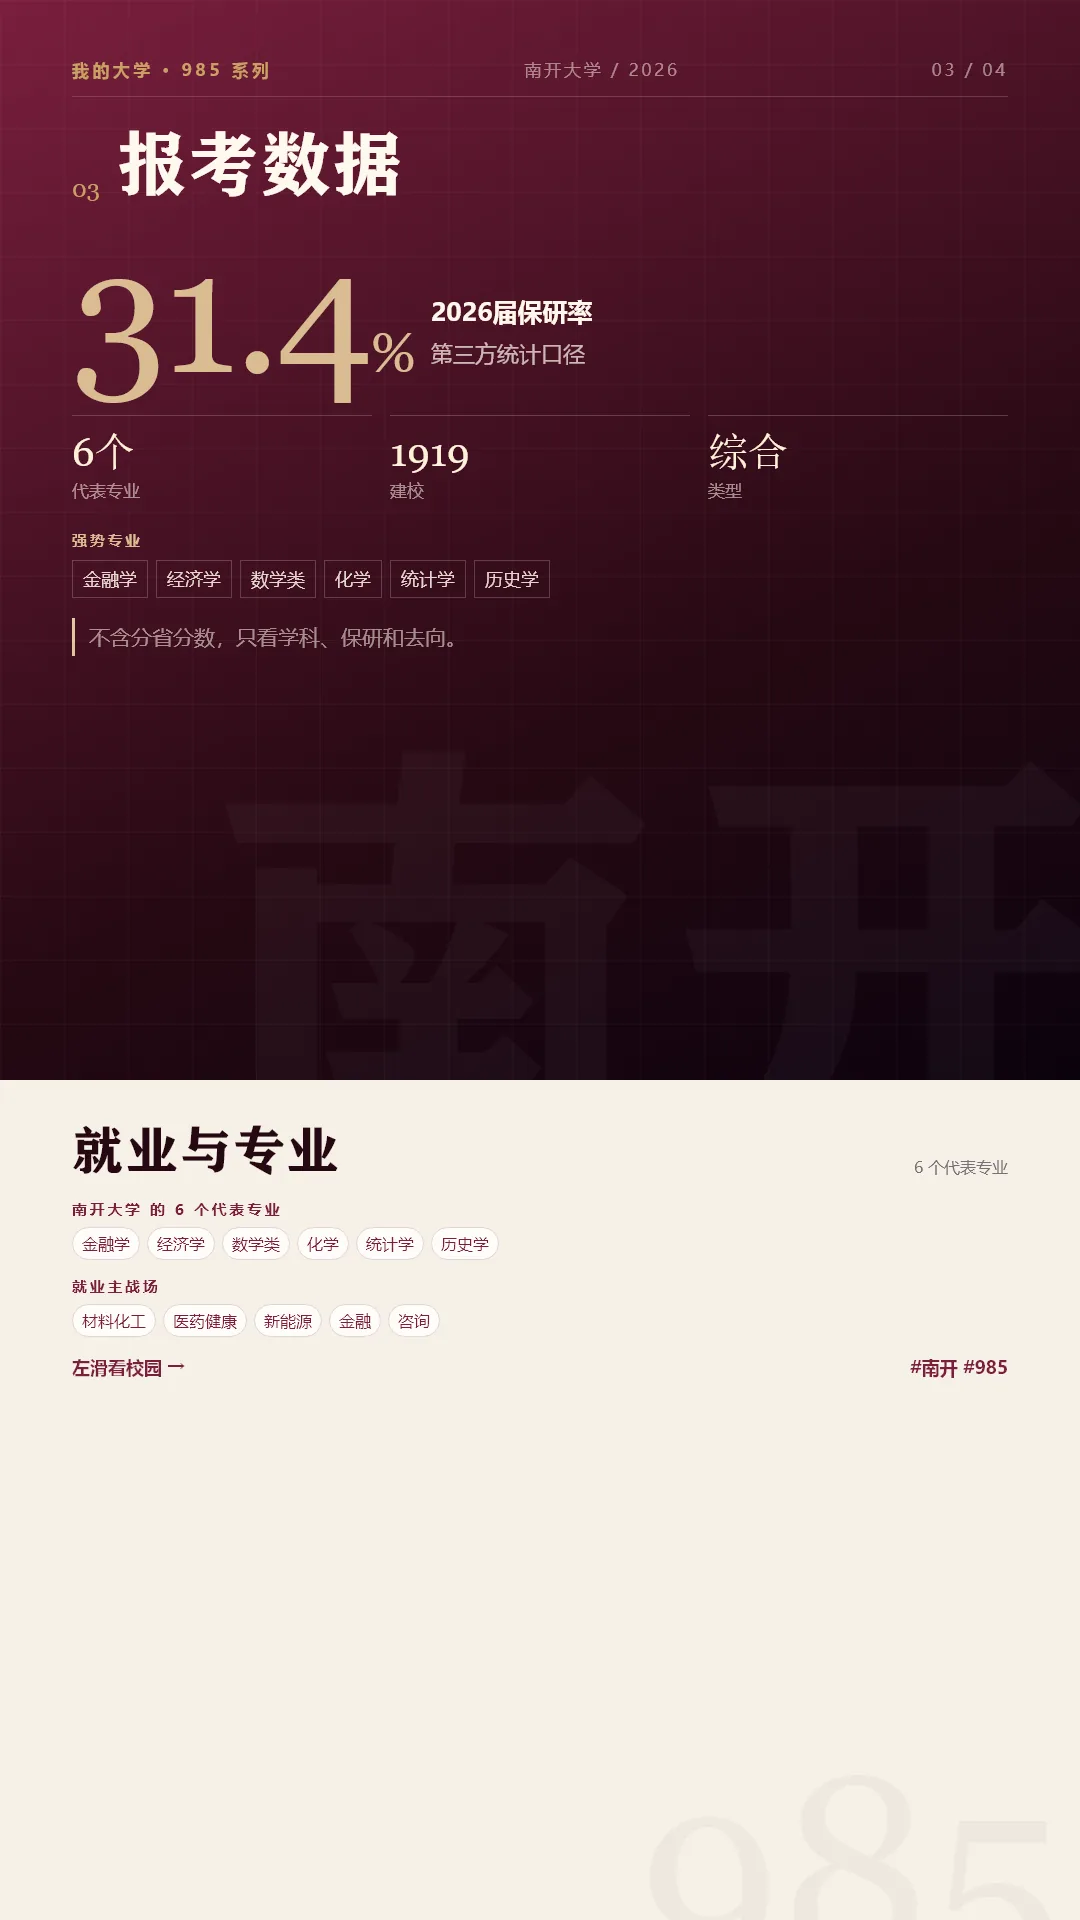 我的大学 · 985 系列
南开大学 / 2026
03 / 04
03 报考数据
31.4%
2026届保研率
第三方统计口径
6个
代表专业
1919
建校
综合
类型
强势专业
金融学 经济学 数学类 化学 统计学 历史学
不含分省分数，只看学科、保研和去向。
南开
就业与专业
6 个代表专业
南开大学 的 6 个代表专业
金融学 经济学 数学类 化学 统计学 历史学
就业主战场
材料化工 医药健康 新能源 金融 咨询
左滑看校园 →
#南开 #985
985